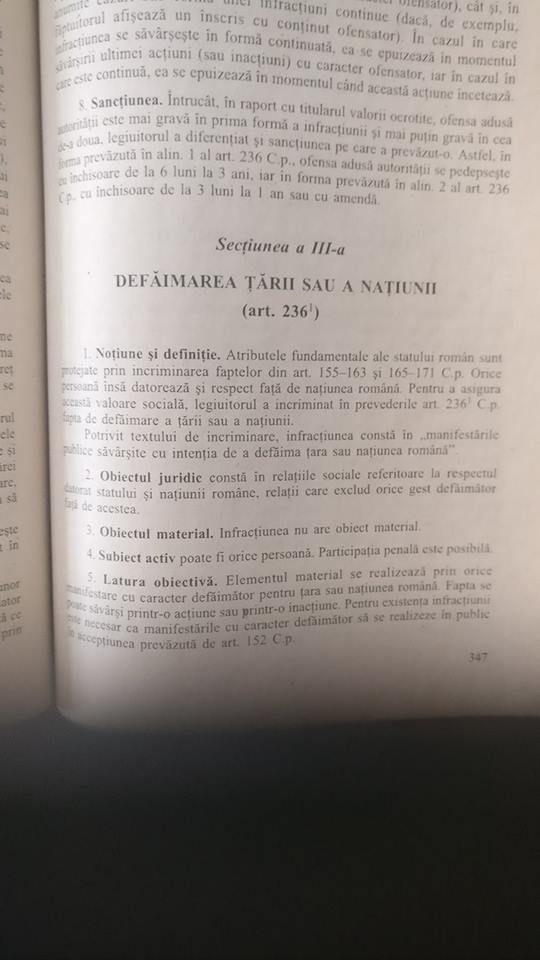 anumite cazuri, sub forma unei infracțiuni continue (dacă, de exemplu,
făptuitorul afișează un înscris cu conținut ofensator). În cazul în care
infracțiunea se săvârșește în formă continuată, ea se epuizează în momentul
săvârșirii ultimei acțiuni (sau inacțiuni) cu caracter ofensator, iar în cazul în
care este continuă, ea se epuizează în momentul când această acțiune încetează.
8. Sancțiunea. Întrucât, în raport cu titularul valorii ocrotite, ofensa adusă
autorității este mai gravă în prima formă a infracțiunii și mai puțin gravă în cea
de-a doua, legiuitorul a diferențiat și sancțiunea pe care a prevăzut-o. Astfel, în
forma prevăzută în alin. 1 al art. 236 C.p., ofensa adusă autorității se pedepsește
cu închisoare de la 6 luni la 3 ani, iar în forma prevăzută în alin. 2 al art. 236
C.p., cu închisoare de la 3 luni la 1 an sau cu amendă.
Secțiunea a III-a
DEFĂIMAREA ȚĂRII SAU A NAȚIUNII
(art. 236¹)
1. Noțiune și definiție. Atributele fundamentale ale statului român sunt
protejate prin incriminarea faptelor din art. 155–163 și 165–171 C.p. Orice
persoană însă datorează și respect față de națiunea română. Pentru a asigura
această valoare socială, legiuitorul a incriminat în prevederile art. 236¹ C.p.
fapta de defăimare a țării sau a națiunii.
Potrivit textului de incriminare, infracțiunea constă în „manifestările
publice săvârșite cu intenția de a defăima țara sau națiunea română”.
2. Obiectul juridic constă în relațiile sociale referitoare la respectul
datorat statului și națiunii române, relații care exclud orice gest defăimător
față de acestea.
3. Obiectul material. Infracțiunea nu are obiect material.
4. Subiect activ poate fi orice persoană. Participația penală este posibilă.
5. Latura obiectivă. Elementul material se realizează prin orice
manifestare cu caracter defăimător pentru țara sau națiunea română. Fapta se
poate săvârși printr-o acțiune sau printr-o inacțiune. Pentru existența infracțiunii
este necesar ca manifestările cu caracter defăimător să se realizeze în public
în accepțiunea prevăzută de art. 152 C.p.
347